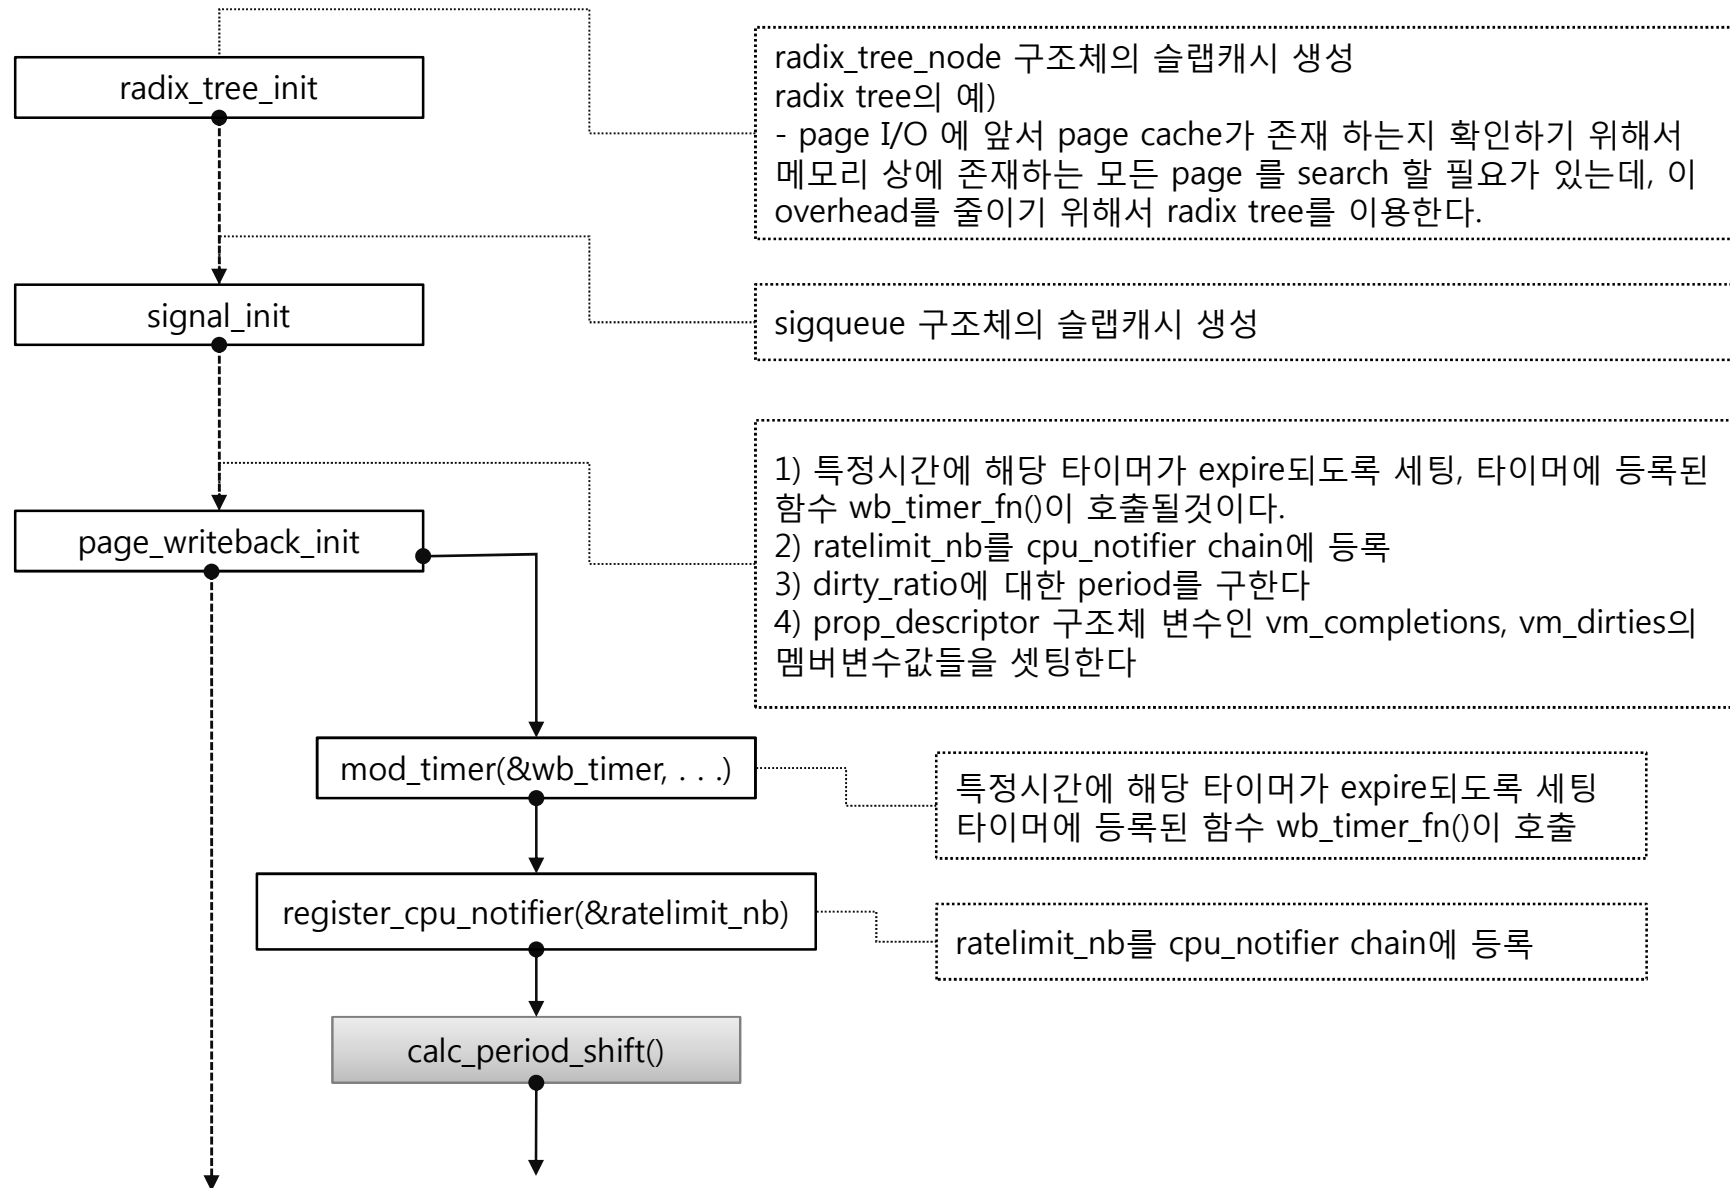 radix_tree_init
radix_tree_node 구조체의 슬랩캐시 생성
radix tree의 예)
- page I/O 에 앞서 page cache가 존재 하는지 확인하기 위해서
메모리 상에 존재하는 모든 page 를 search 할 필요가 있는데, 이
overhead를 줄이기 위해서 radix tree를 이용한다.
signal_init
sigqueue 구조체의 슬랩캐시 생성
page_writeback_init
1) 특정시간에 해당 타이머가 expire되도록 세팅, 타이머에 등록된
함수 wb_timer_fn()이 호출될것이다.
2) ratelimit_nb를 cpu_notifier chain에 등록
3) dirty_ratio에 대한 period를 구한다
4) prop_descriptor 구조체 변수인 vm_completions, vm_dirties의
멤버변수값들을 셋팅한다
mod_timer(&wb_timer, . . .)
특정시간에 해당 타이머가 expire되도록 세팅
타이머에 등록된 함수 wb_timer_fn()이 호출
register_cpu_notifier(&ratelimit_nb)
ratelimit_nb를 cpu_notifier chain에 등록
calc_period_shift()